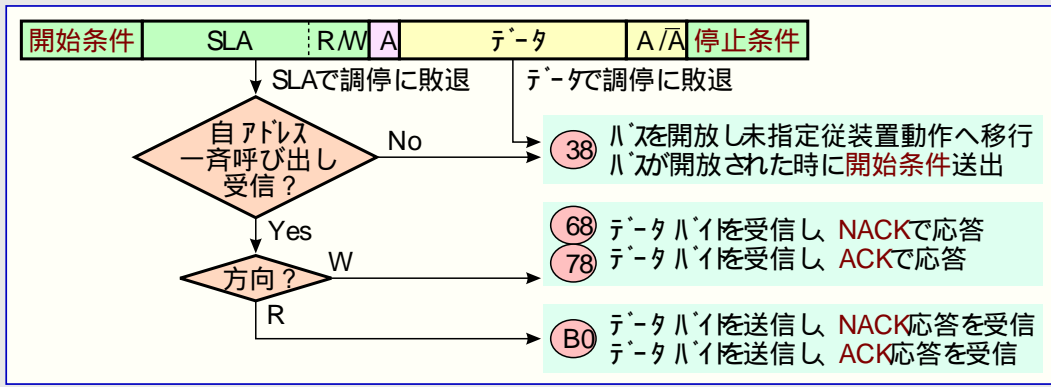 開始条件 SLA R/W A データ A/A̅ 停止条件
SLAで調停に敗退
データで調停に敗退
自アドレス
一斉呼び出し
受信？
No
38
バスを開放し未指定従装置動作へ移行
バスが開放された時に開始条件送出
Yes
68 データ バイトを受信し、NACKで応答
78 データ バイトを受信し、ACKで応答
方向？
W
R
B0
データ バイトを送信し、NACK応答を受信
データ バイトを送信し、ACK応答を受信